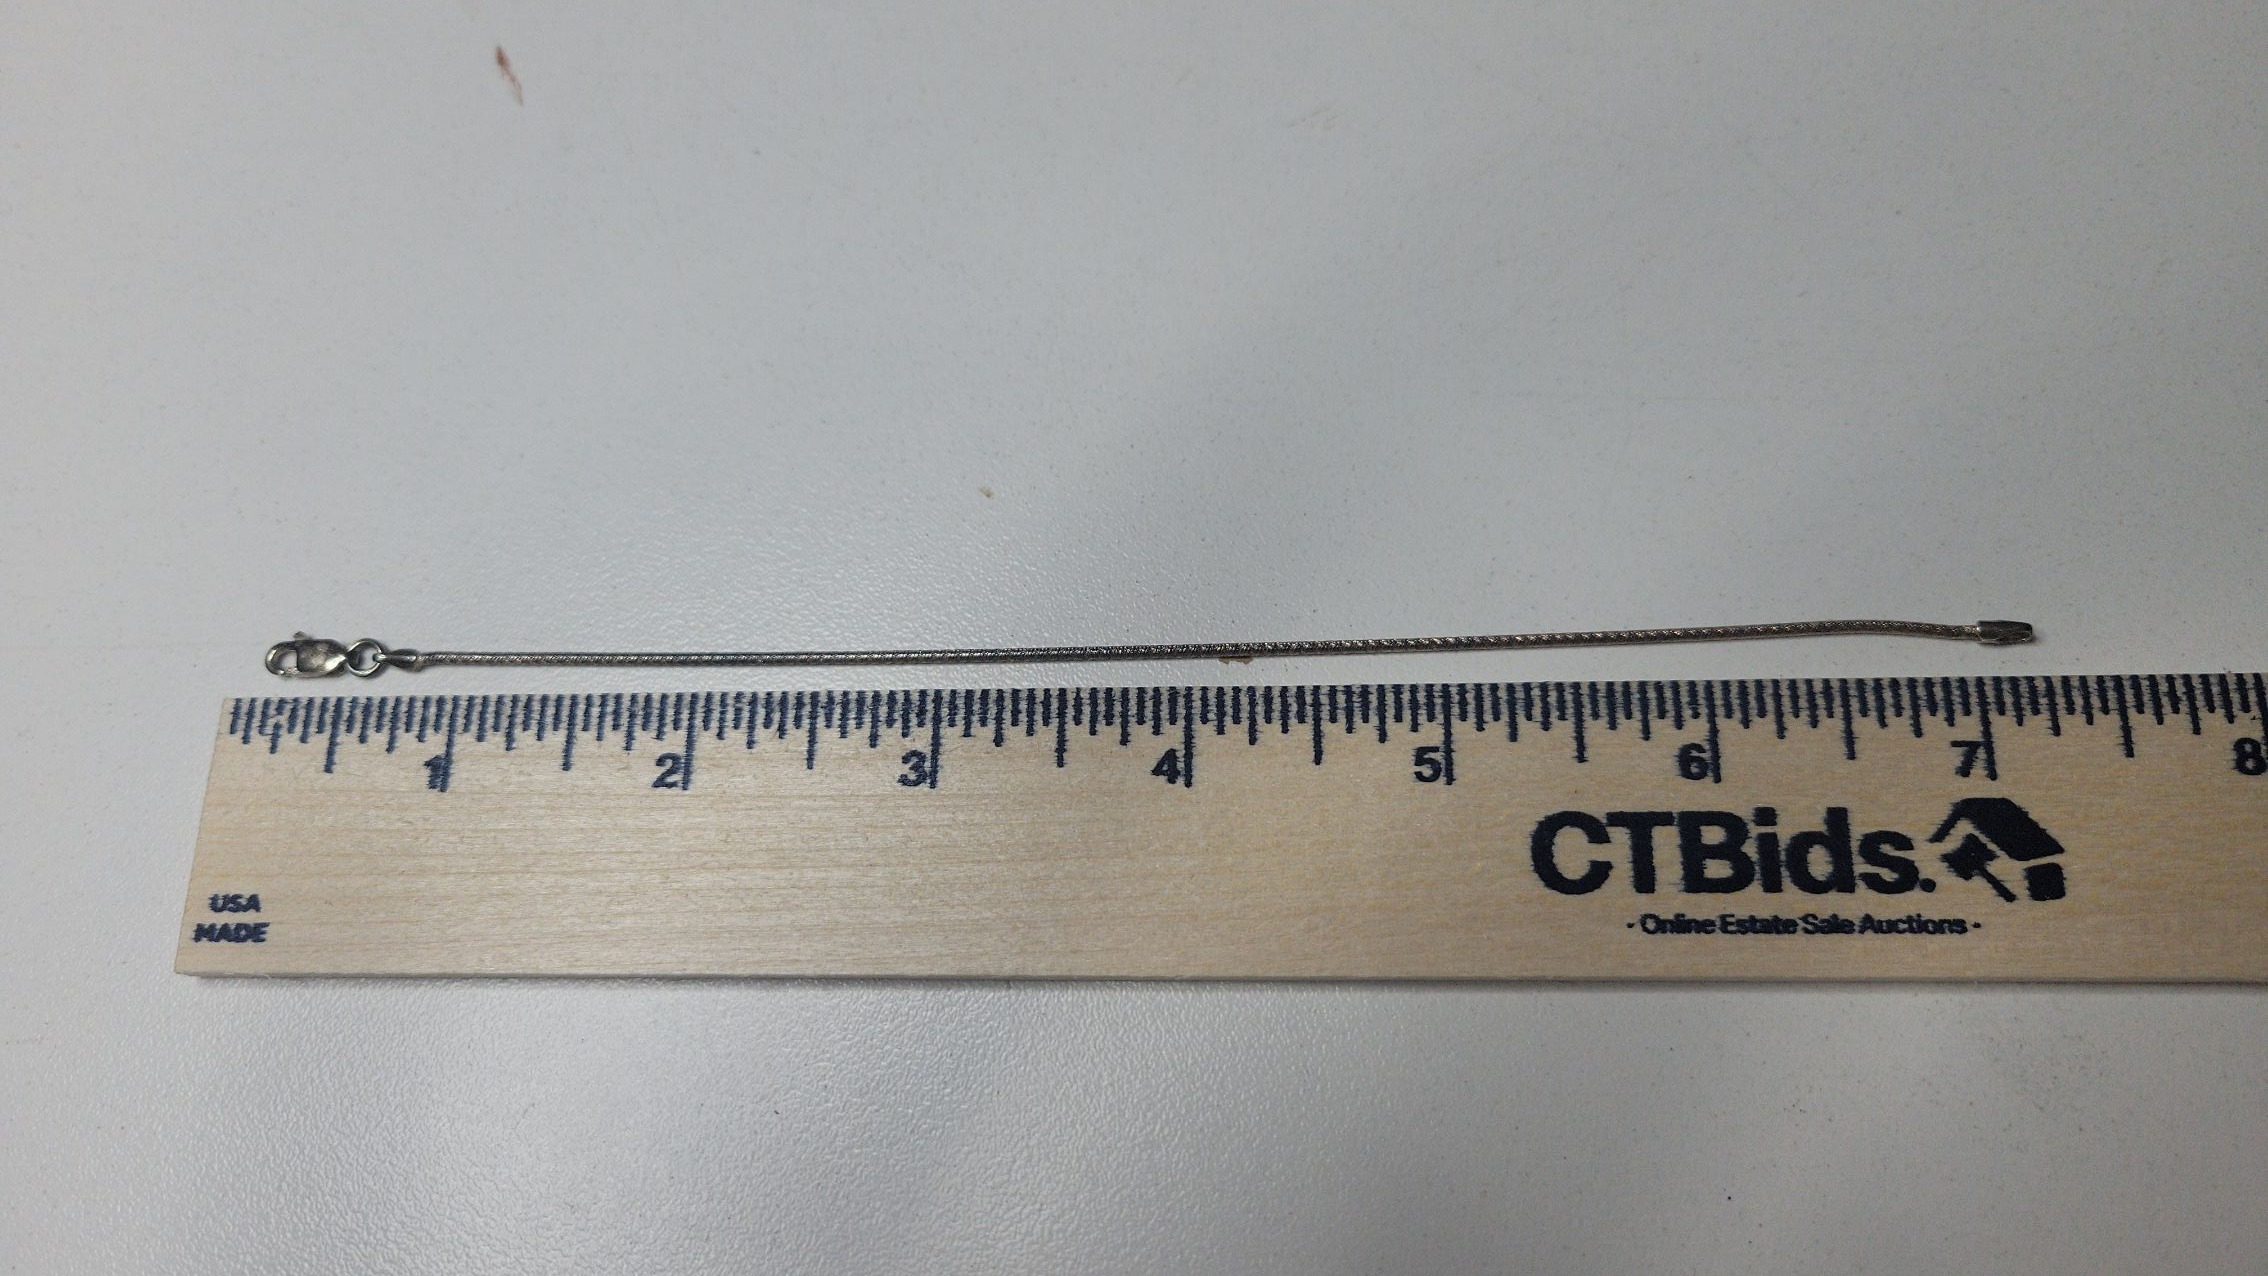 1 2 3 4 5 6 7 8
CTBids.
- Online Estate Sale Auctions -
USA
MADE